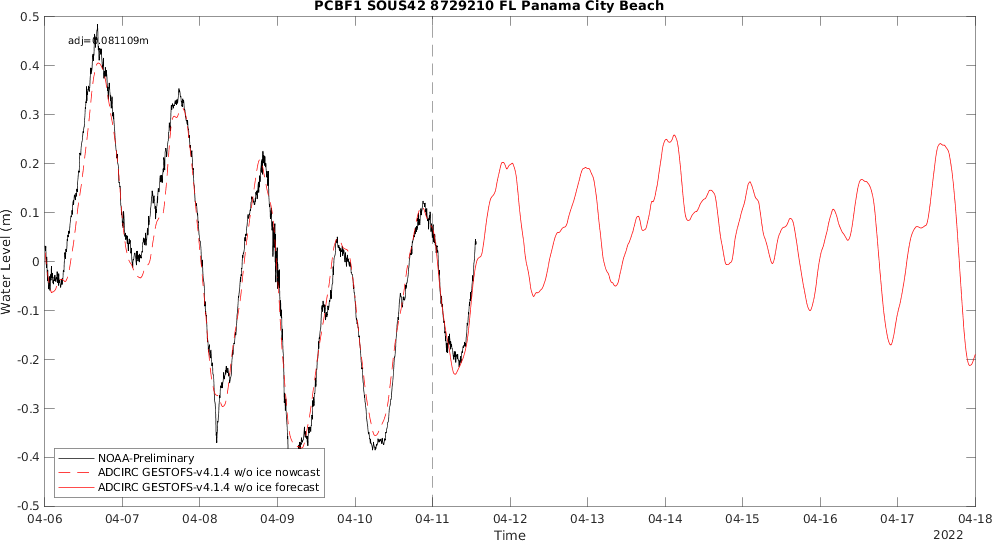 PCBF1 SOUS42 8729210 FL Panama City Beach
adj=0.081109m
Water Level (m)
0.5
0.4
0.3
0.2
0.1
0
-0.1
-0.2
-0.3
-0.4
-0.5
NOAA-Preliminary
ADCIRC GESTOFS-v4.1.4 w/o ice nowcast
ADCIRC GESTOFS-v4.1.4 w/o ice forecast
04-06 04-07 04-08 04-09 04-10 04-11 04-12 04-13 04-14 04-15 04-16 04-17 04-18
Time
2022